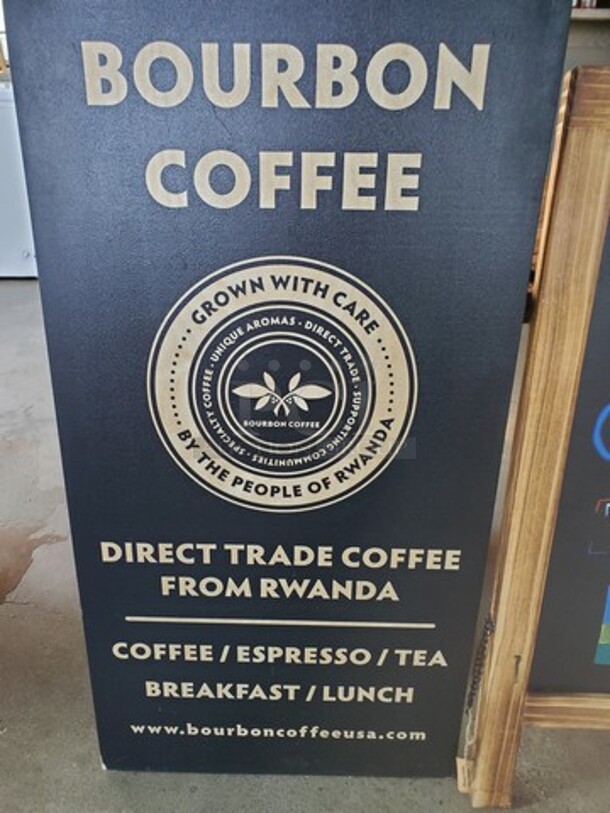 BOURBON
COFFEE
GROWN WITH CARE
BY THE PEOPLE OF RWANDA
SPECIALTY COFFEE · UNIQUE AROMAS · DIRECT TRADE · SUPPORTING COMMUNITIES ·
BOURBON COFFEE
DIRECT TRADE COFFEE
FROM RWANDA
COFFEE / ESPRESSO / TEA
BREAKFAST / LUNCH
www.bourboncoffeeusa.com